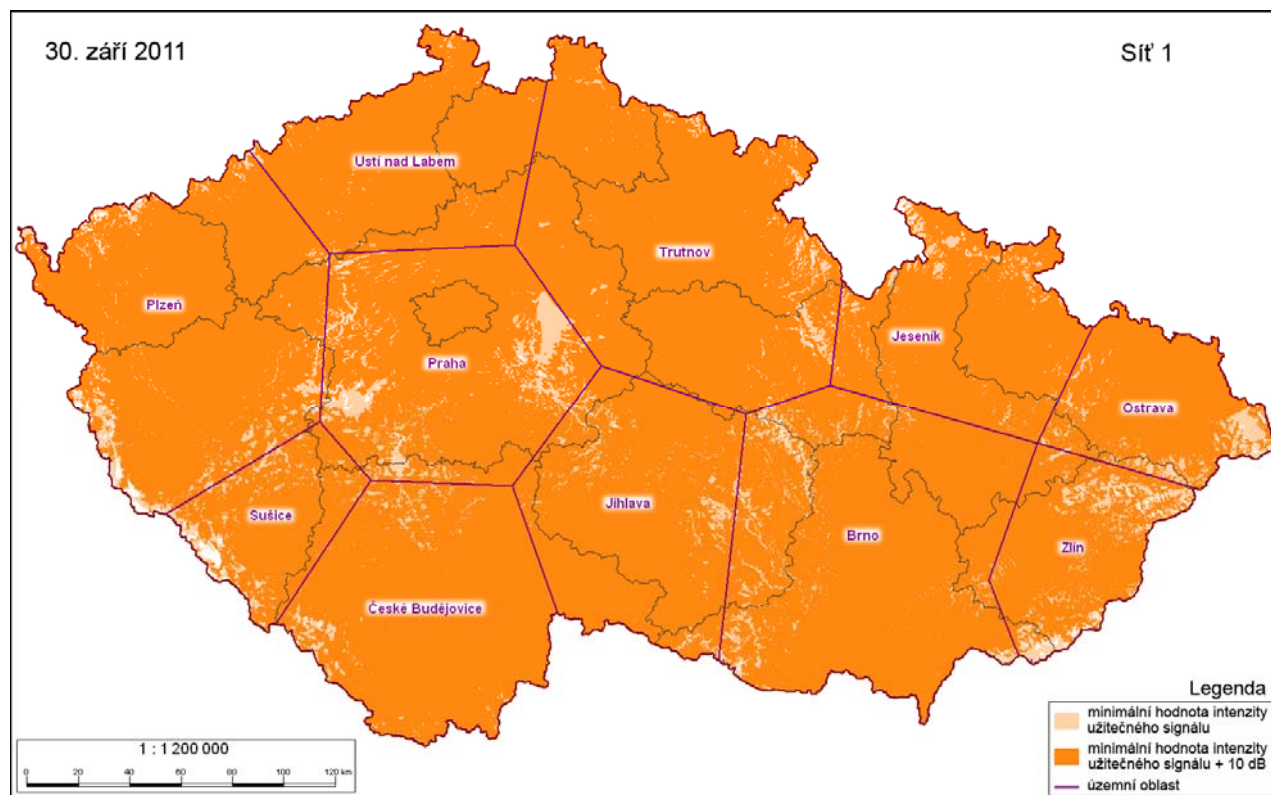 30. září 2011
Síť 1
Ustí nad Labem
Trutnov
Plzeň
Jeseník
Praha
Ostrava
Sušice
Jihlava
Brno
Zlín
České Budějovice
Legenda
minimální hodnota intenzity
užitečného signálu
minimální hodnota intenzity
užitečného signálu + 10 dB
územní oblast
1 : 1 200 000
0 20 40 60 80 100 120 km